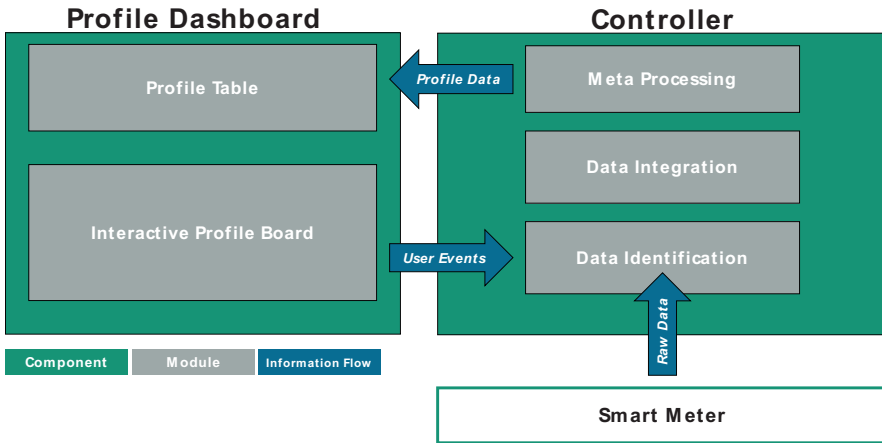 Profile Dashboard
Controller
Profile Table
Profile Data
Meta Processing
Data Integration
Interactive Profile Board
User Events
Data Identification
Raw Data
Component
Module
Information Flow
Smart Meter